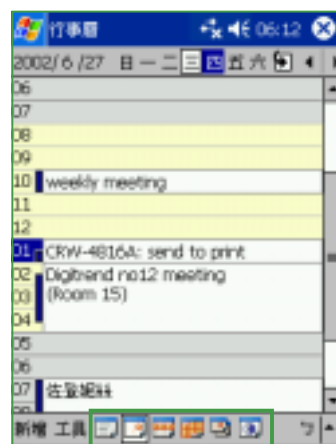 行事曆 06:12
2002/6 /27 日 一 二 三 四 五 六
06
07
08
09
10 weekly meeting
11
12
01 CRW-4816A: send to print
02 Digitrend no12 meeting
03 (Room 15)
04
05
06
07
08
新增 工具